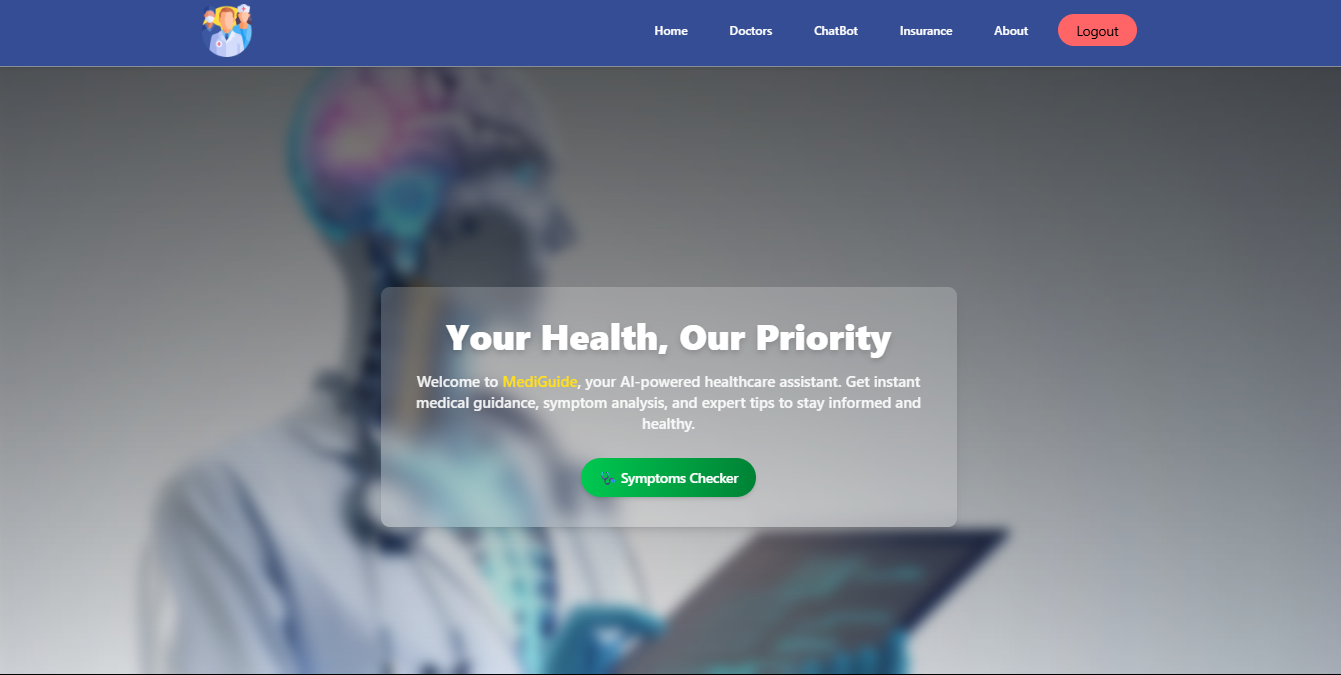 Home Doctors ChatBot Insurance About Logout
Your Health, Our Priority
Welcome to MediGuide, your AI-powered healthcare assistant. Get instant
medical guidance, symptom analysis, and expert tips to stay informed and
healthy.
🩺 Symptoms Checker